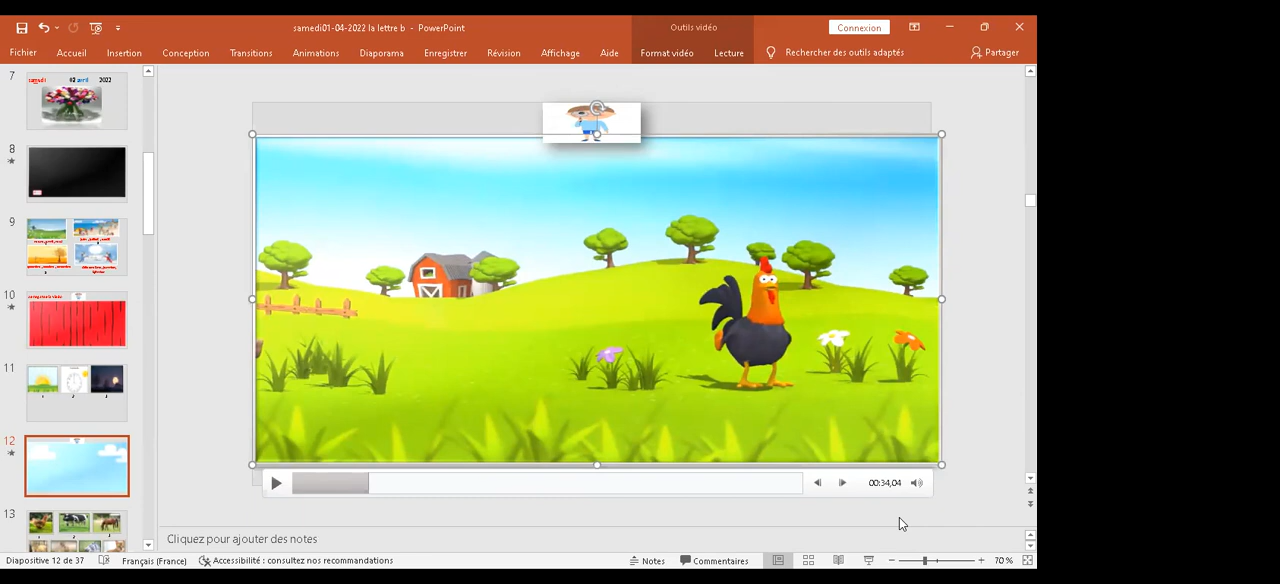 samedi01-04-2022 la lettre b - PowerPoint
Outils vidéo
Connexion
Fichier Accueil Insertion Conception Transitions Animations Diaporama Enregistrer Révision Affichage Aide Format vidéo Lecture Rechercher des outils adaptés Partager
7
samedi 2022
8
9
10
11
12
13
00:34,04
Cliquez pour ajouter des notes
Diapositive 12 de 37 Français (France) Accessibilité : consultez nos recommandations Notes Commentaires 70 %